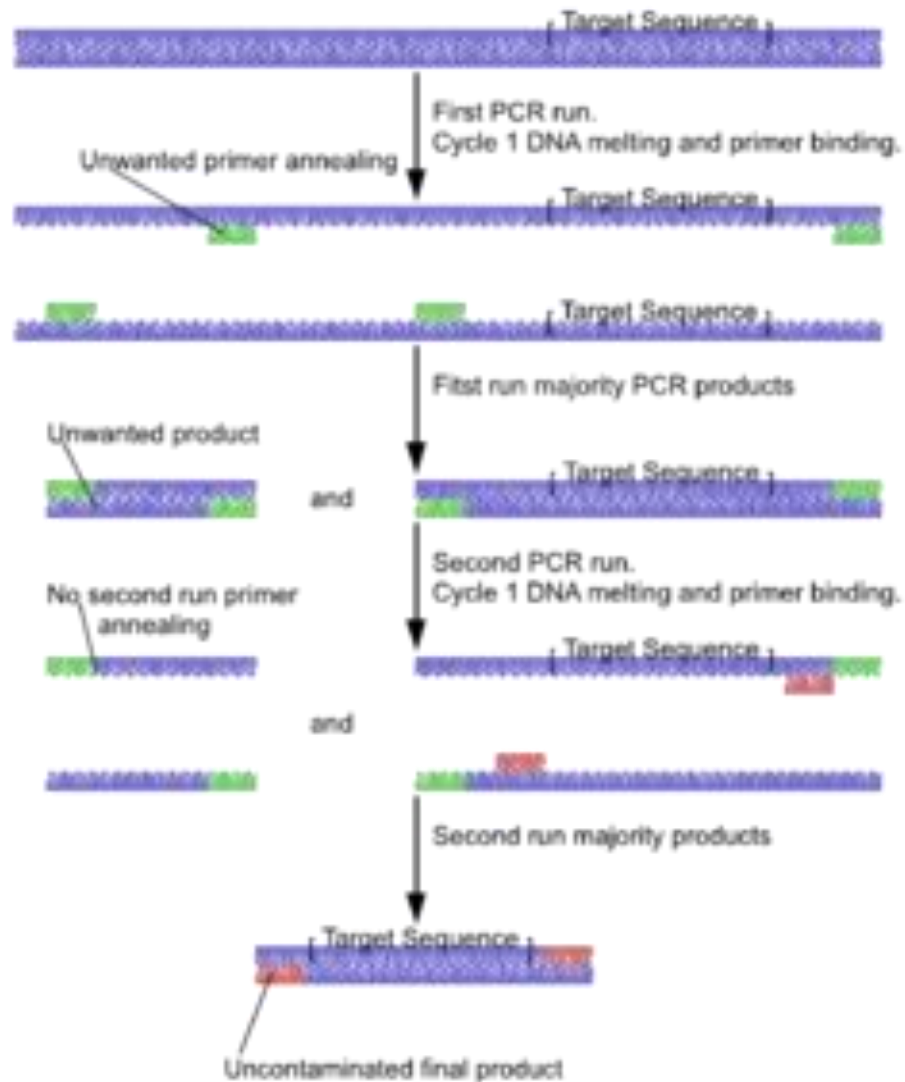 Target Sequence
First PCR run.
Cycle 1 DNA melting and primer binding.
Unwanted primer annealing
Target Sequence
Target Sequence
Fitst run majority PCR products
Unwanted product
Target Sequence
and
Second PCR run.
Cycle 1 DNA melting and primer binding.
No second run primer
annealing
Target Sequence
and
Second run majority products
Target Sequence
Uncontaminated final product